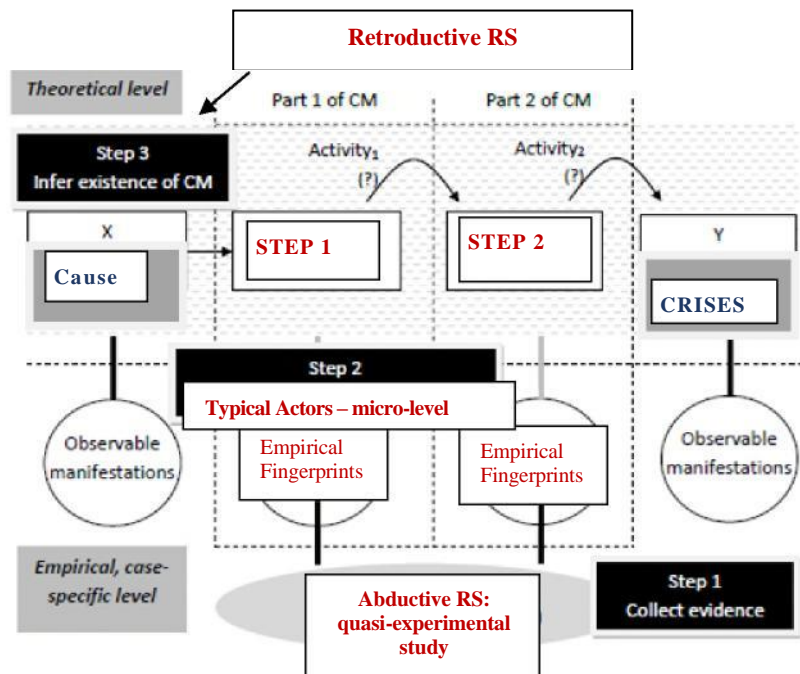 Retroductive RS
Theoretical level
Part 1 of CM
Part 2 of CM
Step 3
Infer existence of CM
Activity₁
(?)
Activity₂
(?)
X
Cause
STEP 1
STEP 2
Y
CRISES
Step 2
Typical Actors – micro-level
Observable
manifestations
Empirical
Fingerprints
Empirical
Fingerprints
Observable
manifestations
Empirical, case-
specific level
Abductive RS:
quasi-experimental
study
)
Step 1
Collect evidence